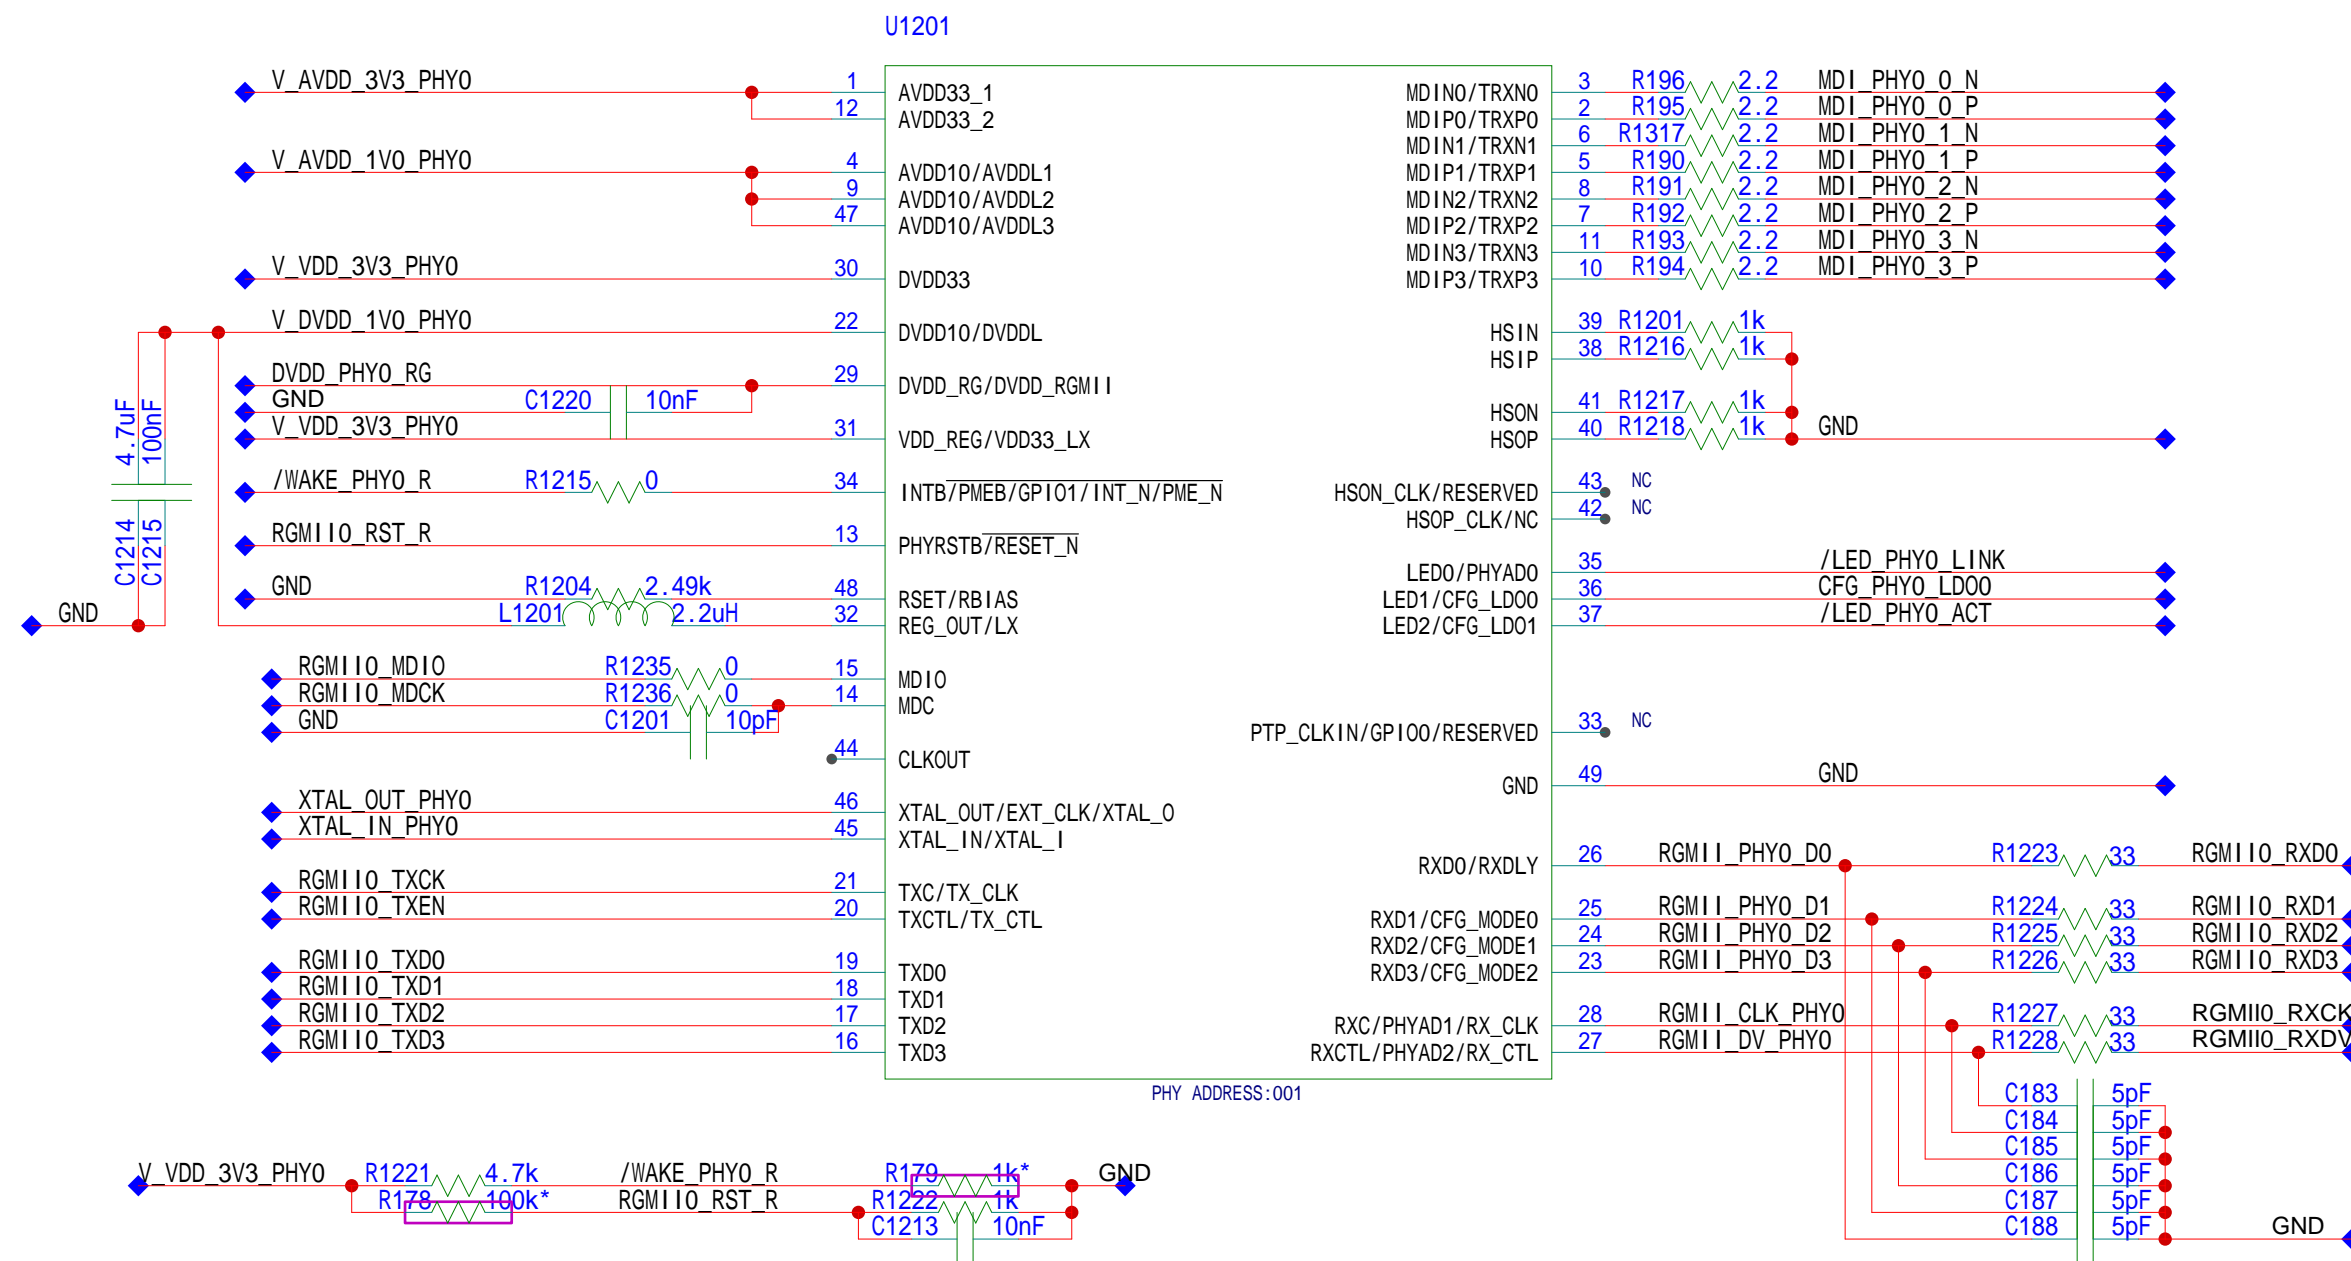 U1201
V_AVDD_3V3_PHY0 1 AVDD33_1 MDIN0/TRXN0 3 R196 2.2 MDI_PHY0_0_N
12 AVDD33_2 MDIP0/TRXP0 2 R195 2.2 MDI_PHY0_0_P
MDIN1/TRXN1 6 R1317 2.2 MDI_PHY0_1_N
V_AVDD_1V0_PHY0 4 AVDD10/AVDDL1 MDIP1/TRXP1 5 R190 2.2 MDI_PHY0_1_P
9 AVDD10/AVDDL2 MDIN2/TRXN2 8 R191 2.2 MDI_PHY0_2_N
47 AVDD10/AVDDL3 MDIP2/TRXP2 7 R192 2.2 MDI_PHY0_2_P
MDIN3/TRXN3 11 R193 2.2 MDI_PHY0_3_N
V_VDD_3V3_PHY0 30 DVDD33 MDIP3/TRXP3 10 R194 2.2 MDI_PHY0_3_P
V_DVDD_1V0_PHY0 22 DVDD10/DVDDL HSIN 39 R1201 1k
HSIP 38 R1216 1k
DVDD_PHY0_RG 29 DVDD_RG/DVDD_RGMII
GND C1220 10nF HSON 41 R1217 1k
V_VDD_3V3_PHY0 31 VDD_REG/VDD33_LX HSOP 40 R1218 1k GND
4.7uF
100nF
C1214
C1215
/WAKE_PHY0_R R1215 0 34 INTB/PMEB/GPIO1/INT_N/PME_N HSON_CLK/RESERVED 43 NC
HSOP_CLK/NC 42 NC
RGMII0_RST_R 13 PHYRSTB/RESET_N
LED0/PHYAD0 35 /LED_PHY0_LINK
GND R1204 2.49k 48 RSET/RBIAS LED1/CFG_LDO0 36 CFG_PHY0_LDO0
GND L1201 2.2uH 32 REG_OUT/LX LED2/CFG_LDO1 37 /LED_PHY0_ACT
RGMII0_MDIO R1235 0 15 MDIO
RGMII0_MDCK R1236 0 14 MDC
GND C1201 10pF PTP_CLKIN/GPIO0/RESERVED 33 NC
44 CLKOUT
GND 49 GND
XTAL_OUT_PHY0 46 XTAL_OUT/EXT_CLK/XTAL_O
XTAL_IN_PHY0 45 XTAL_IN/XTAL_I
RXD0/RXDLY 26 RGMII_PHY0_D0 R1223 33 RGMII0_RXD0
RGMII0_TXCK 21 TXC/TX_CLK
RGMII0_TXEN 20 TXCTL/TX_CTL RXD1/CFG_MODE0 25 RGMII_PHY0_D1 R1224 33 RGMII0_RXD1
RXD2/CFG_MODE1 24 RGMII_PHY0_D2 R1225 33 RGMII0_RXD2
RGMII0_TXD0 19 TXD0 RXD3/CFG_MODE2 23 RGMII_PHY0_D3 R1226 33 RGMII0_RXD3
RGMII0_TXD1 18 TXD1
RGMII0_TXD2 17 TXD2 RXC/PHYAD1/RX_CLK 28 RGMII_CLK_PHY0 R1227 33 RGMII0_RXCK
RGMII0_TXD3 16 TXD3 RXCTL/PHYAD2/RX_CTL 27 RGMII_DV_PHY0 R1228 33 RGMII0_RXDV
PHY ADDRESS:001
C183 5pF
C184 5pF
C185 5pF
C186 5pF
C187 5pF
C188 5pF GND
V_VDD_3V3_PHY0 R1221 4.7k /WAKE_PHY0_R R179 1k* GND
R178 100k* RGMII0_RST_R R1222 1k
C1213 10nF